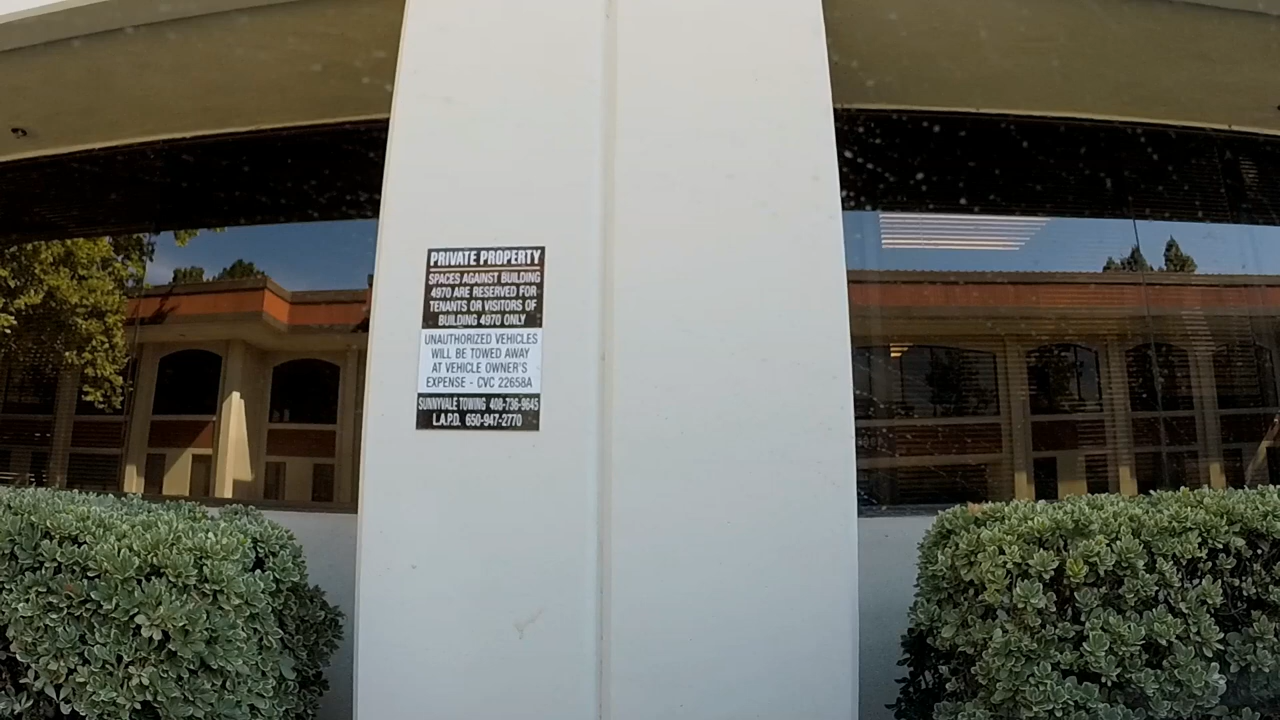 PRIVATE PROPERTY
SPACES AGAINST BUILDING
4970 ARE RESERVED FOR
TENANTS OR VISITORS OF
BUILDING 4970 ONLY
UNAUTHORIZED VEHICLES
WILL BE TOWED AWAY
AT VEHICLE OWNER'S
EXPENSE - CVC 22658A
SUNNYVALE TOWING 408-736-9645
L.A.P.D. 650-947-2770